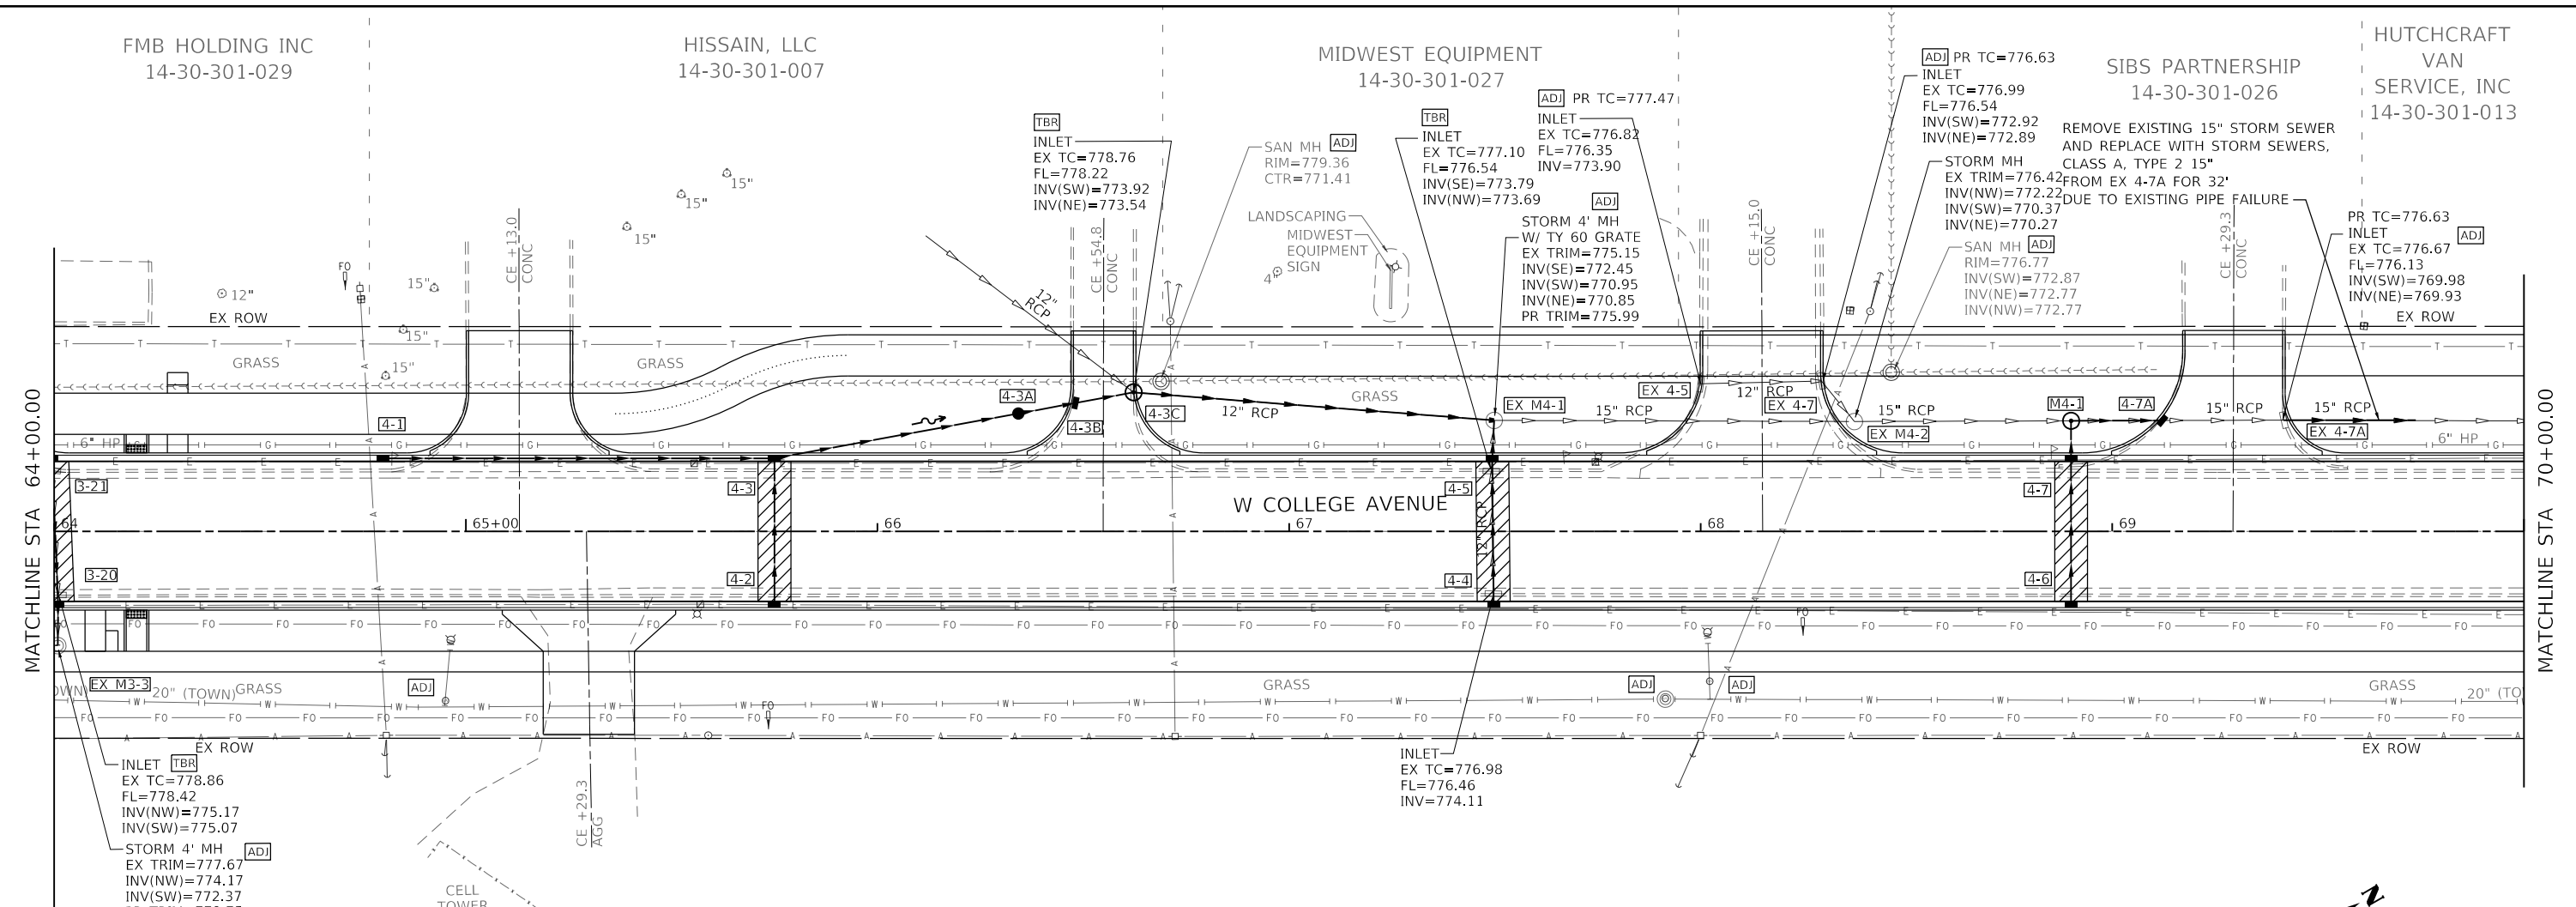 FMB HOLDING INC
14-30-301-029
HISSAIN, LLC
14-30-301-007
MIDWEST EQUIPMENT
14-30-301-027
SIBS PARTNERSHIP
14-30-301-026
HUTCHCRAFT
VAN
SERVICE, INC
14-30-301-013
TBR
INLET
EX TC=778.76
FL=778.22
INV(SW)=773.92
INV(NE)=773.54
SAN MH ADJ
RIM=779.36
CTR=771.41
LANDSCAPING
MIDWEST
EQUIPMENT
SIGN
4"
TBR
INLET
EX TC=777.10
FL=776.54
INV(SE)=773.79
INV(NW)=773.69
ADJ
STORM 4' MH
W/ TY 60 GRATE
EX TRIM=775.15
INV(SE)=772.45
INV(SW)=770.95
INV(NE)=770.85
PR TRIM=775.99
ADJ PR TC=777.47
INLET
EX TC=776.82
FL=776.35
INV=773.90
ADJ PR TC=776.63
INLET
EX TC=776.99
FL=776.54
INV(SW)=772.92
INV(NE)=772.89
STORM MH
EX TRIM=776.42
INV(NW)=772.22
INV(SW)=770.37
INV(NE)=770.27
SAN MH ADJ
RIM=776.77
INV(SW)=772.87
INV(NE)=772.77
INV(NW)=772.77
REMOVE EXISTING 15" STORM SEWER
AND REPLACE WITH STORM SEWERS,
CLASS A, TYPE 2 15"
FROM EX 4-7A FOR 32'
DUE TO EXISTING PIPE FAILURE
PR TC=776.63
INLET
EX TC=776.67 ADJ
FL=776.13
INV(SW)=769.98
INV(NE)=769.93
EX ROW
12"
EX ROW
FO
15"
15"
15"
15"
15"
15"
CE +13.0
CONC
CE +54.8
CONC
CE +15.0
CONC
CE +29.3
CONC
12"
RCP
GRASS
GRASS
GRASS
4-1
4-3A
4-3B
4-3C
12" RCP
EX M4-1
15" RCP
EX 4-5
12" RCP
EX 4-7
EX M4-2
15" RCP
M4-1
4-7A
15" RCP
15" RCP
EX 4-7A
6" HP
6" HP
MATCHLINE STA 64+00.00
MATCHLINE STA 70+00.00
3-21
4-3
4-5
4-7
W COLLEGE AVENUE
12" RCP
64
65+00
66
67
68
69
3-20
4-2
4-4
4-6
FO
EX M3-3
20" (TOWN)
GRASS
ADJ
GRASS
ADJ
ADJ
GRASS
20" (TO
FO
EX ROW
EX ROW
INLET TBR
EX TC=778.86
FL=778.42
INV(NW)=775.17
INV(SW)=775.07
STORM 4' MH ADJ
EX TRIM=777.67
INV(NW)=774.17
INV(SW)=772.37
CE +29.3
AGG
CELL
TOWER
INLET
EX TC=776.98
FL=776.46
INV=774.11
N